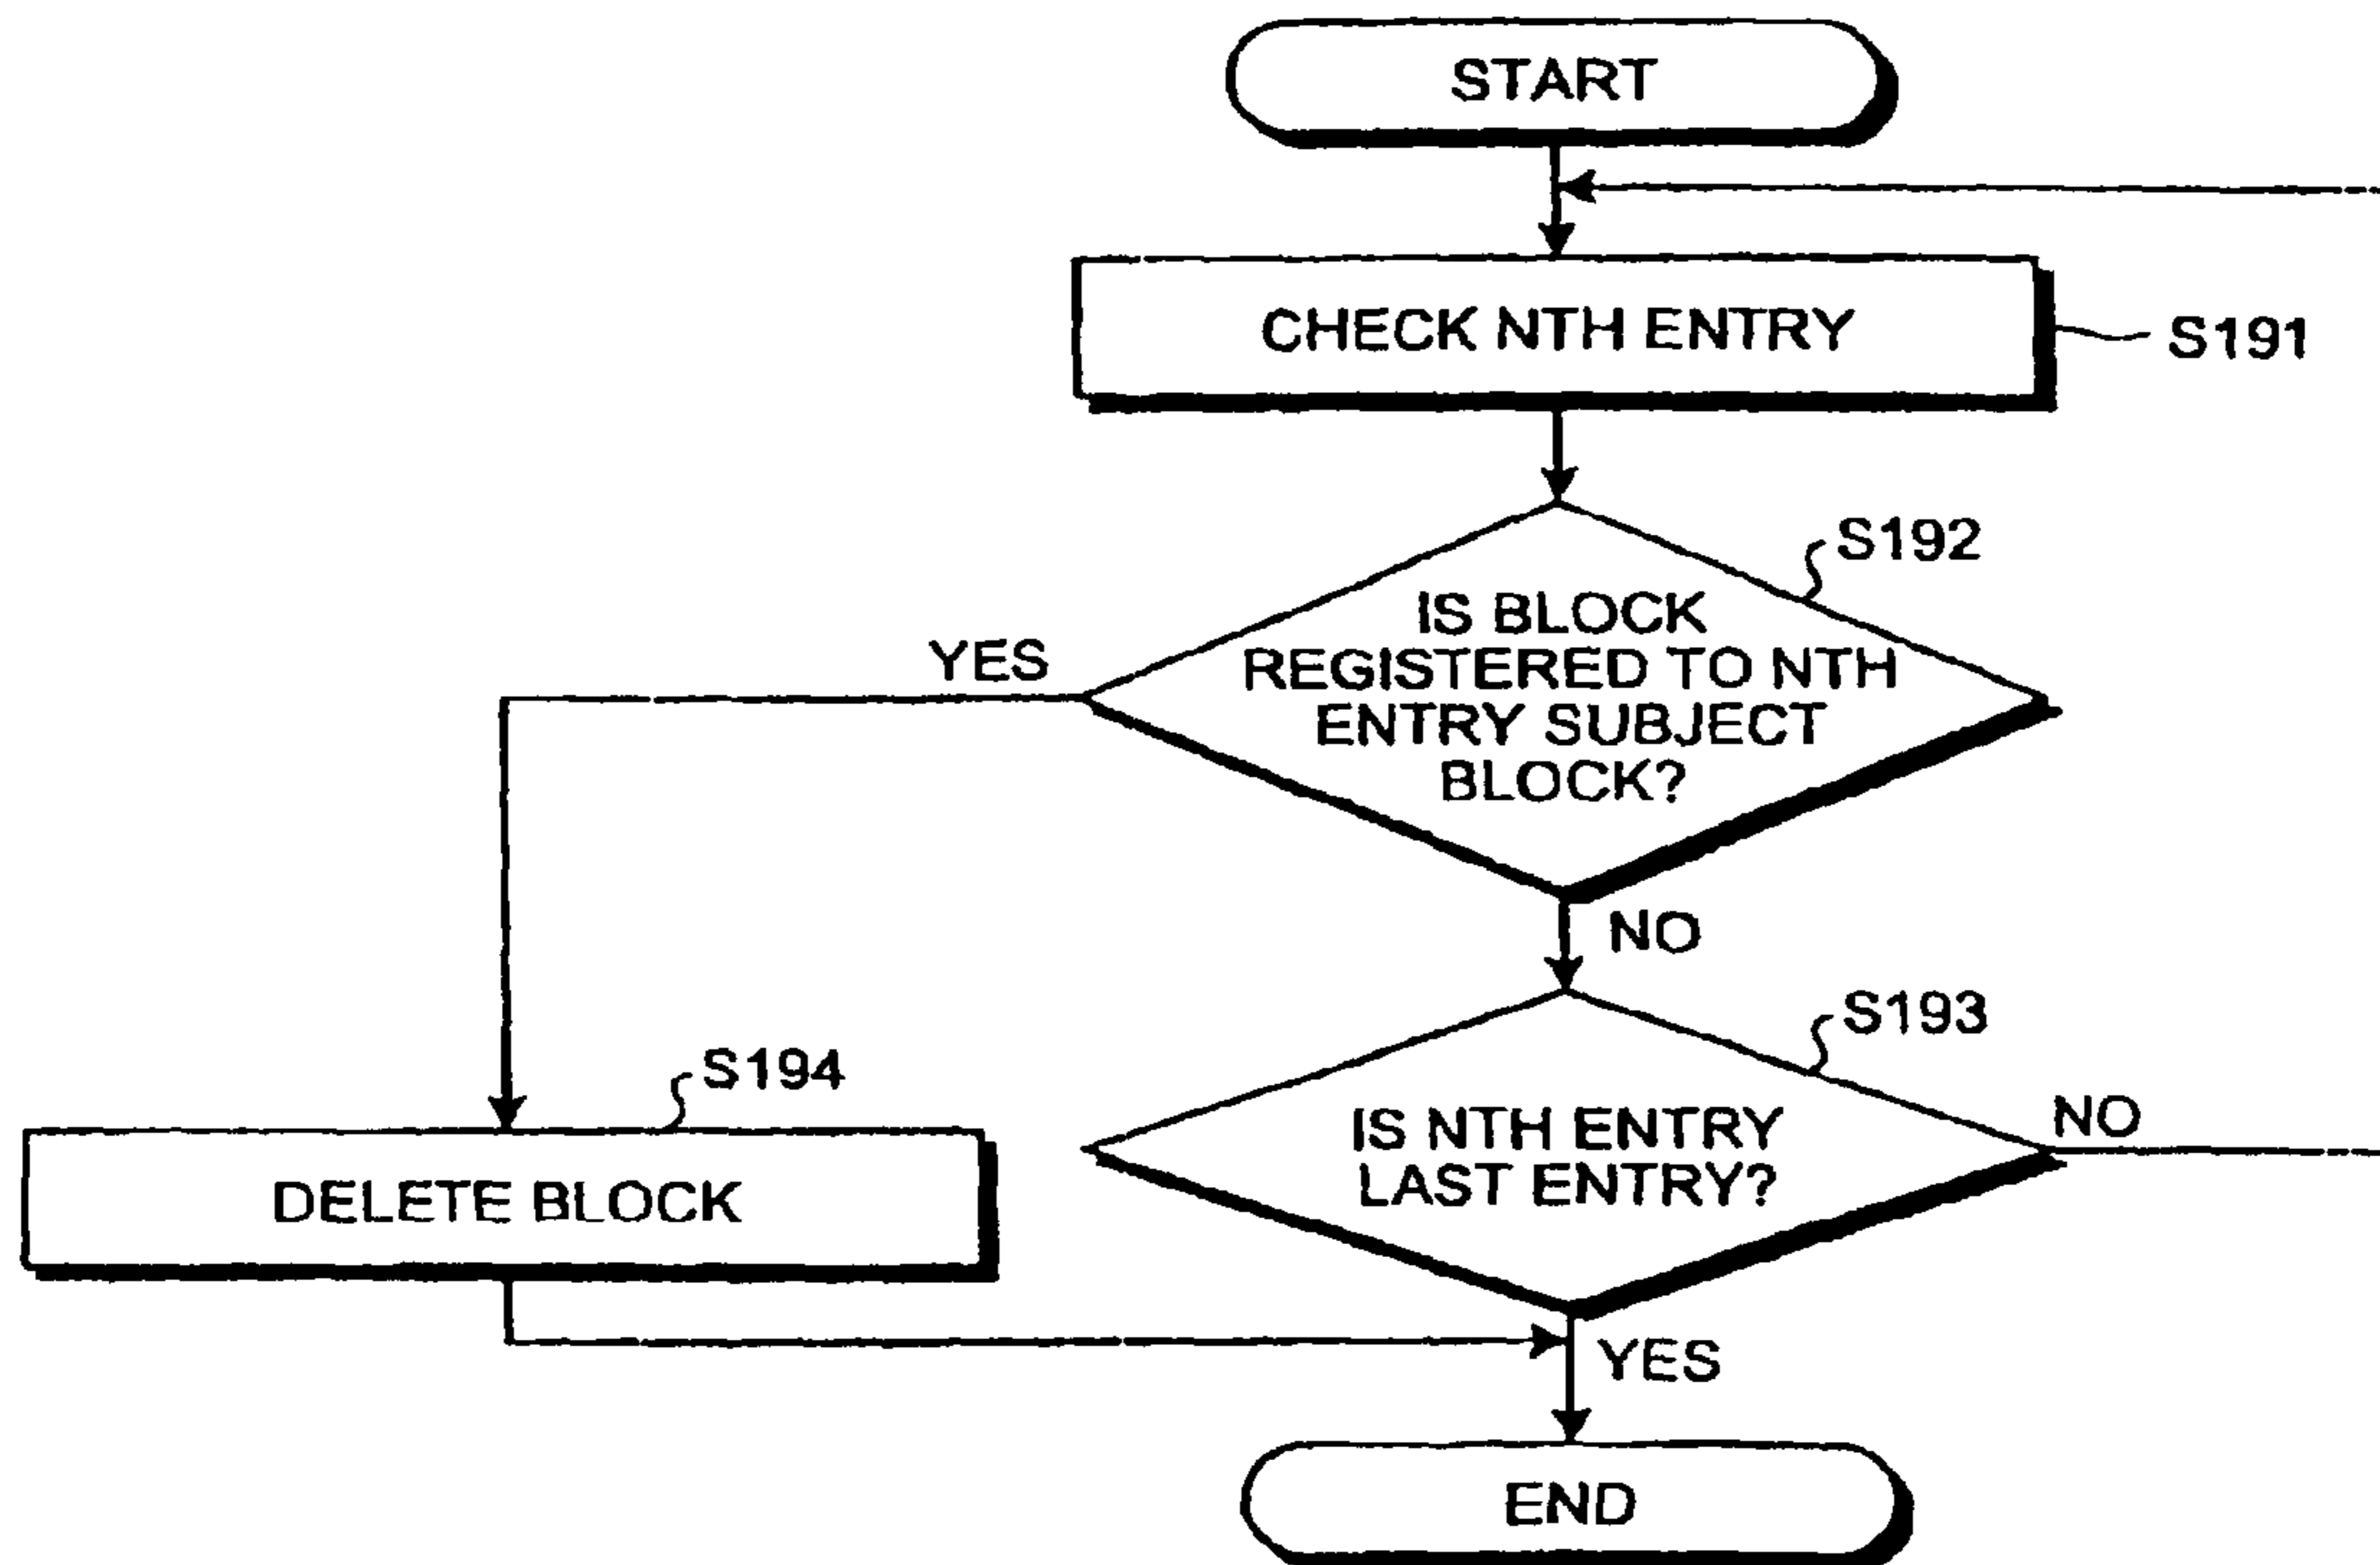 START
CHECK NTH ENTRY
S191
S192
IS BLOCK
REGISTERED TO NTH
ENTRY SUBJECT
BLOCK?
YES
NO
S193
S194
IS NTH ENTRY
LAST ENTRY?
NO
DELETE BLOCK
YES
END